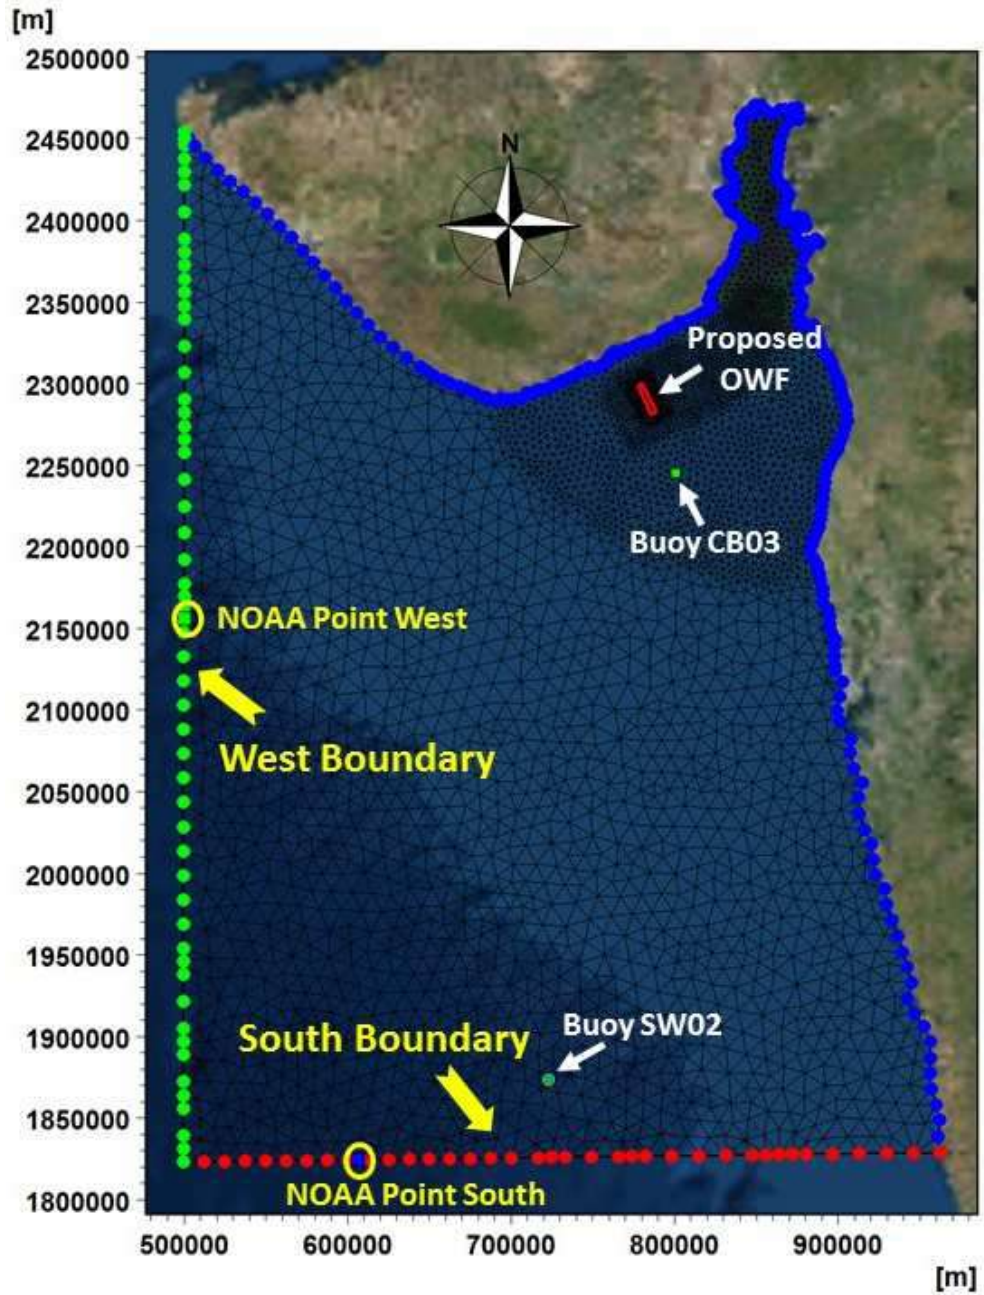 [m]
2500000
2450000
2400000
2350000
2300000
2250000
2200000
2150000
2100000
2050000
2000000
1950000
1900000
1850000
1800000
N
Proposed
OWF
Buoy CB03
NOAA Point West
West Boundary
Buoy SW02
South Boundary
NOAA Point South
500000 600000 700000 800000 900000
[m]